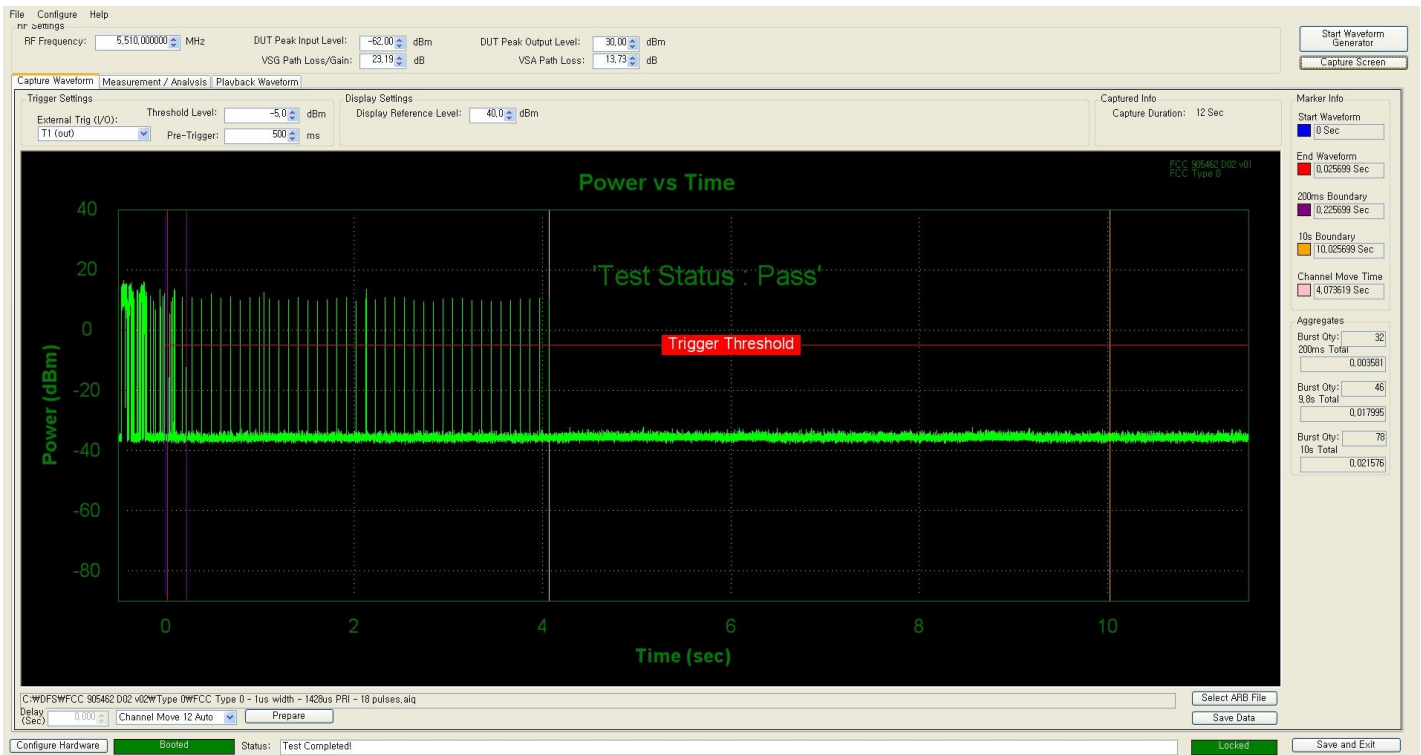 File Configure Help
RF Settings
RF Frequency: 5,510,000000 MHz
DUT Peak Input Level: -62,00 dBm
DUT Peak Output Level: 30,00 dBm
VSG Path Loss/Gain: 23,19 dB
VSA Path Loss: 13,73 dB
Start Waveform
Generator
Capture Screen
Capture Waveform Measurement / Analysis Playback Waveform
Trigger Settings
External Trig (I/O):
T1 (out)
Threshold Level: -5,0 dBm
Pre-Trigger: 500 ms
Display Settings
Display Reference Level: 40,0 dBm
Captured Info
Capture Duration: 12 Sec
FCC 905462 D02 v01
FCC Type 0
Power vs Time
'Test Status : Pass'
Trigger Threshold
Power (dBm)
40
20
0
-20
-40
-60
-80
0 2 4 6 8 10
Time (sec)
Marker Info
Start Waveform
0 Sec
End Waveform
0,025699 Sec
200ms Boundary
0,225699 Sec
10s Boundary
10,025699 Sec
Channel Move Time
4,073619 Sec
Aggregates
Burst Qty: 32
200ms Total
0,003581
Burst Qty: 46
9,8s Total
0,017995
Burst Qty: 78
10s Total
0,021576
C:₩DFS₩FCC 905462 D02 v02₩Type 0₩FCC Type 0 - 1us width - 1428us PRI - 18 pulses,aiq
Select ARB File
Delay
(Sec) 0,000
Channel Move 12 Auto
Prepare
Save Data
Configure Hardware
Booted
Status: Test Completed!
Locked
Save and Exit